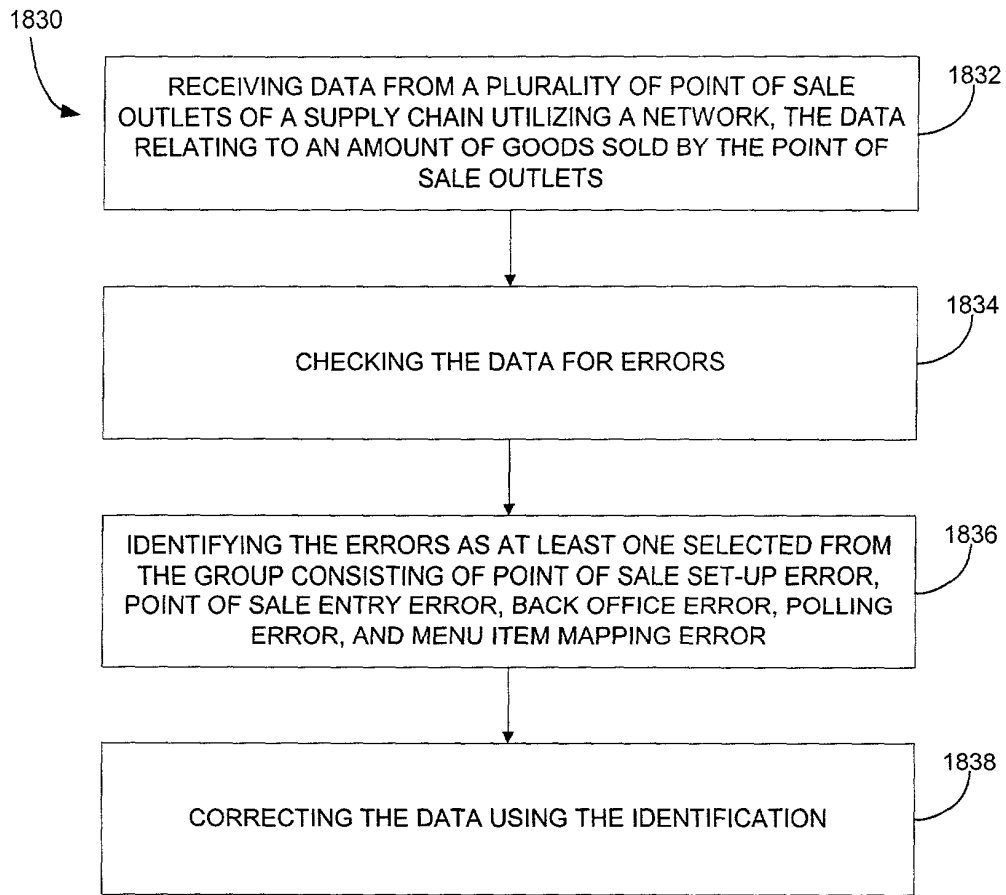 1830
RECEIVING DATA FROM A PLURALITY OF POINT OF SALE
OUTLETS OF A SUPPLY CHAIN UTILIZING A NETWORK, THE DATA
RELATING TO AN AMOUNT OF GOODS SOLD BY THE POINT OF
SALE OUTLETS
1832
CHECKING THE DATA FOR ERRORS
1834
IDENTIFYING THE ERRORS AS AT LEAST ONE SELECTED FROM
THE GROUP CONSISTING OF POINT OF SALE SET-UP ERROR,
POINT OF SALE ENTRY ERROR, BACK OFFICE ERROR, POLLING
ERROR, AND MENU ITEM MAPPING ERROR
1836
CORRECTING THE DATA USING THE IDENTIFICATION
1838